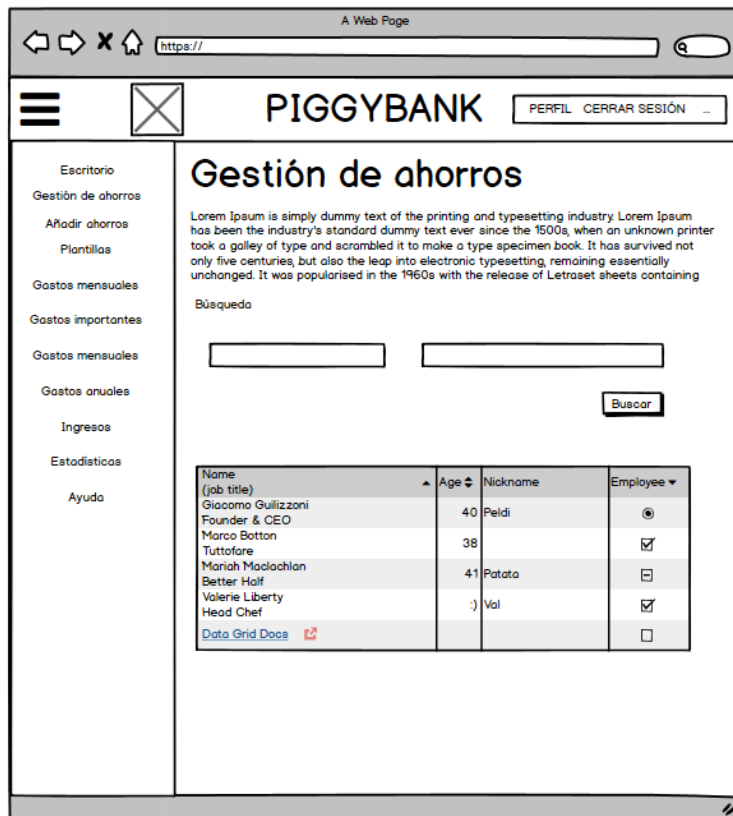 A Web Page
https://
PIGGYBANK
PERFIL CERRAR SESIÓN ...
Escritorio
Gestión de ahorros
Añadir ahorros
Plantillas
Gastos mensuales
Gastos importantes
Gastos mensuales
Gastos anuales
Ingresos
Estadísticas
Ayuda
Gestión de ahorros
Lorem Ipsum is simply dummy text of the printing and typesetting industry. Lorem Ipsum
has been the industry's standard dummy text ever since the 1500s, when an unknown printer
took a galley of type and scrambled it to make a type specimen book. It has survived not
only five centuries, but also the leap into electronic typesetting, remaining essentially
unchanged. It was popularised in the 1960s with the release of Letraset sheets containing
Búsqueda
Buscar
Name
(job title) Age Nickname Employee
Giacomo Guilizzoni
Founder & CEO 40 Peldi
Marco Botton
Tuttofare 38
Mariah Maclachlan
Better Half 41 Patata
Valerie Liberty
Head Chef :) Val
Data Grid Docs